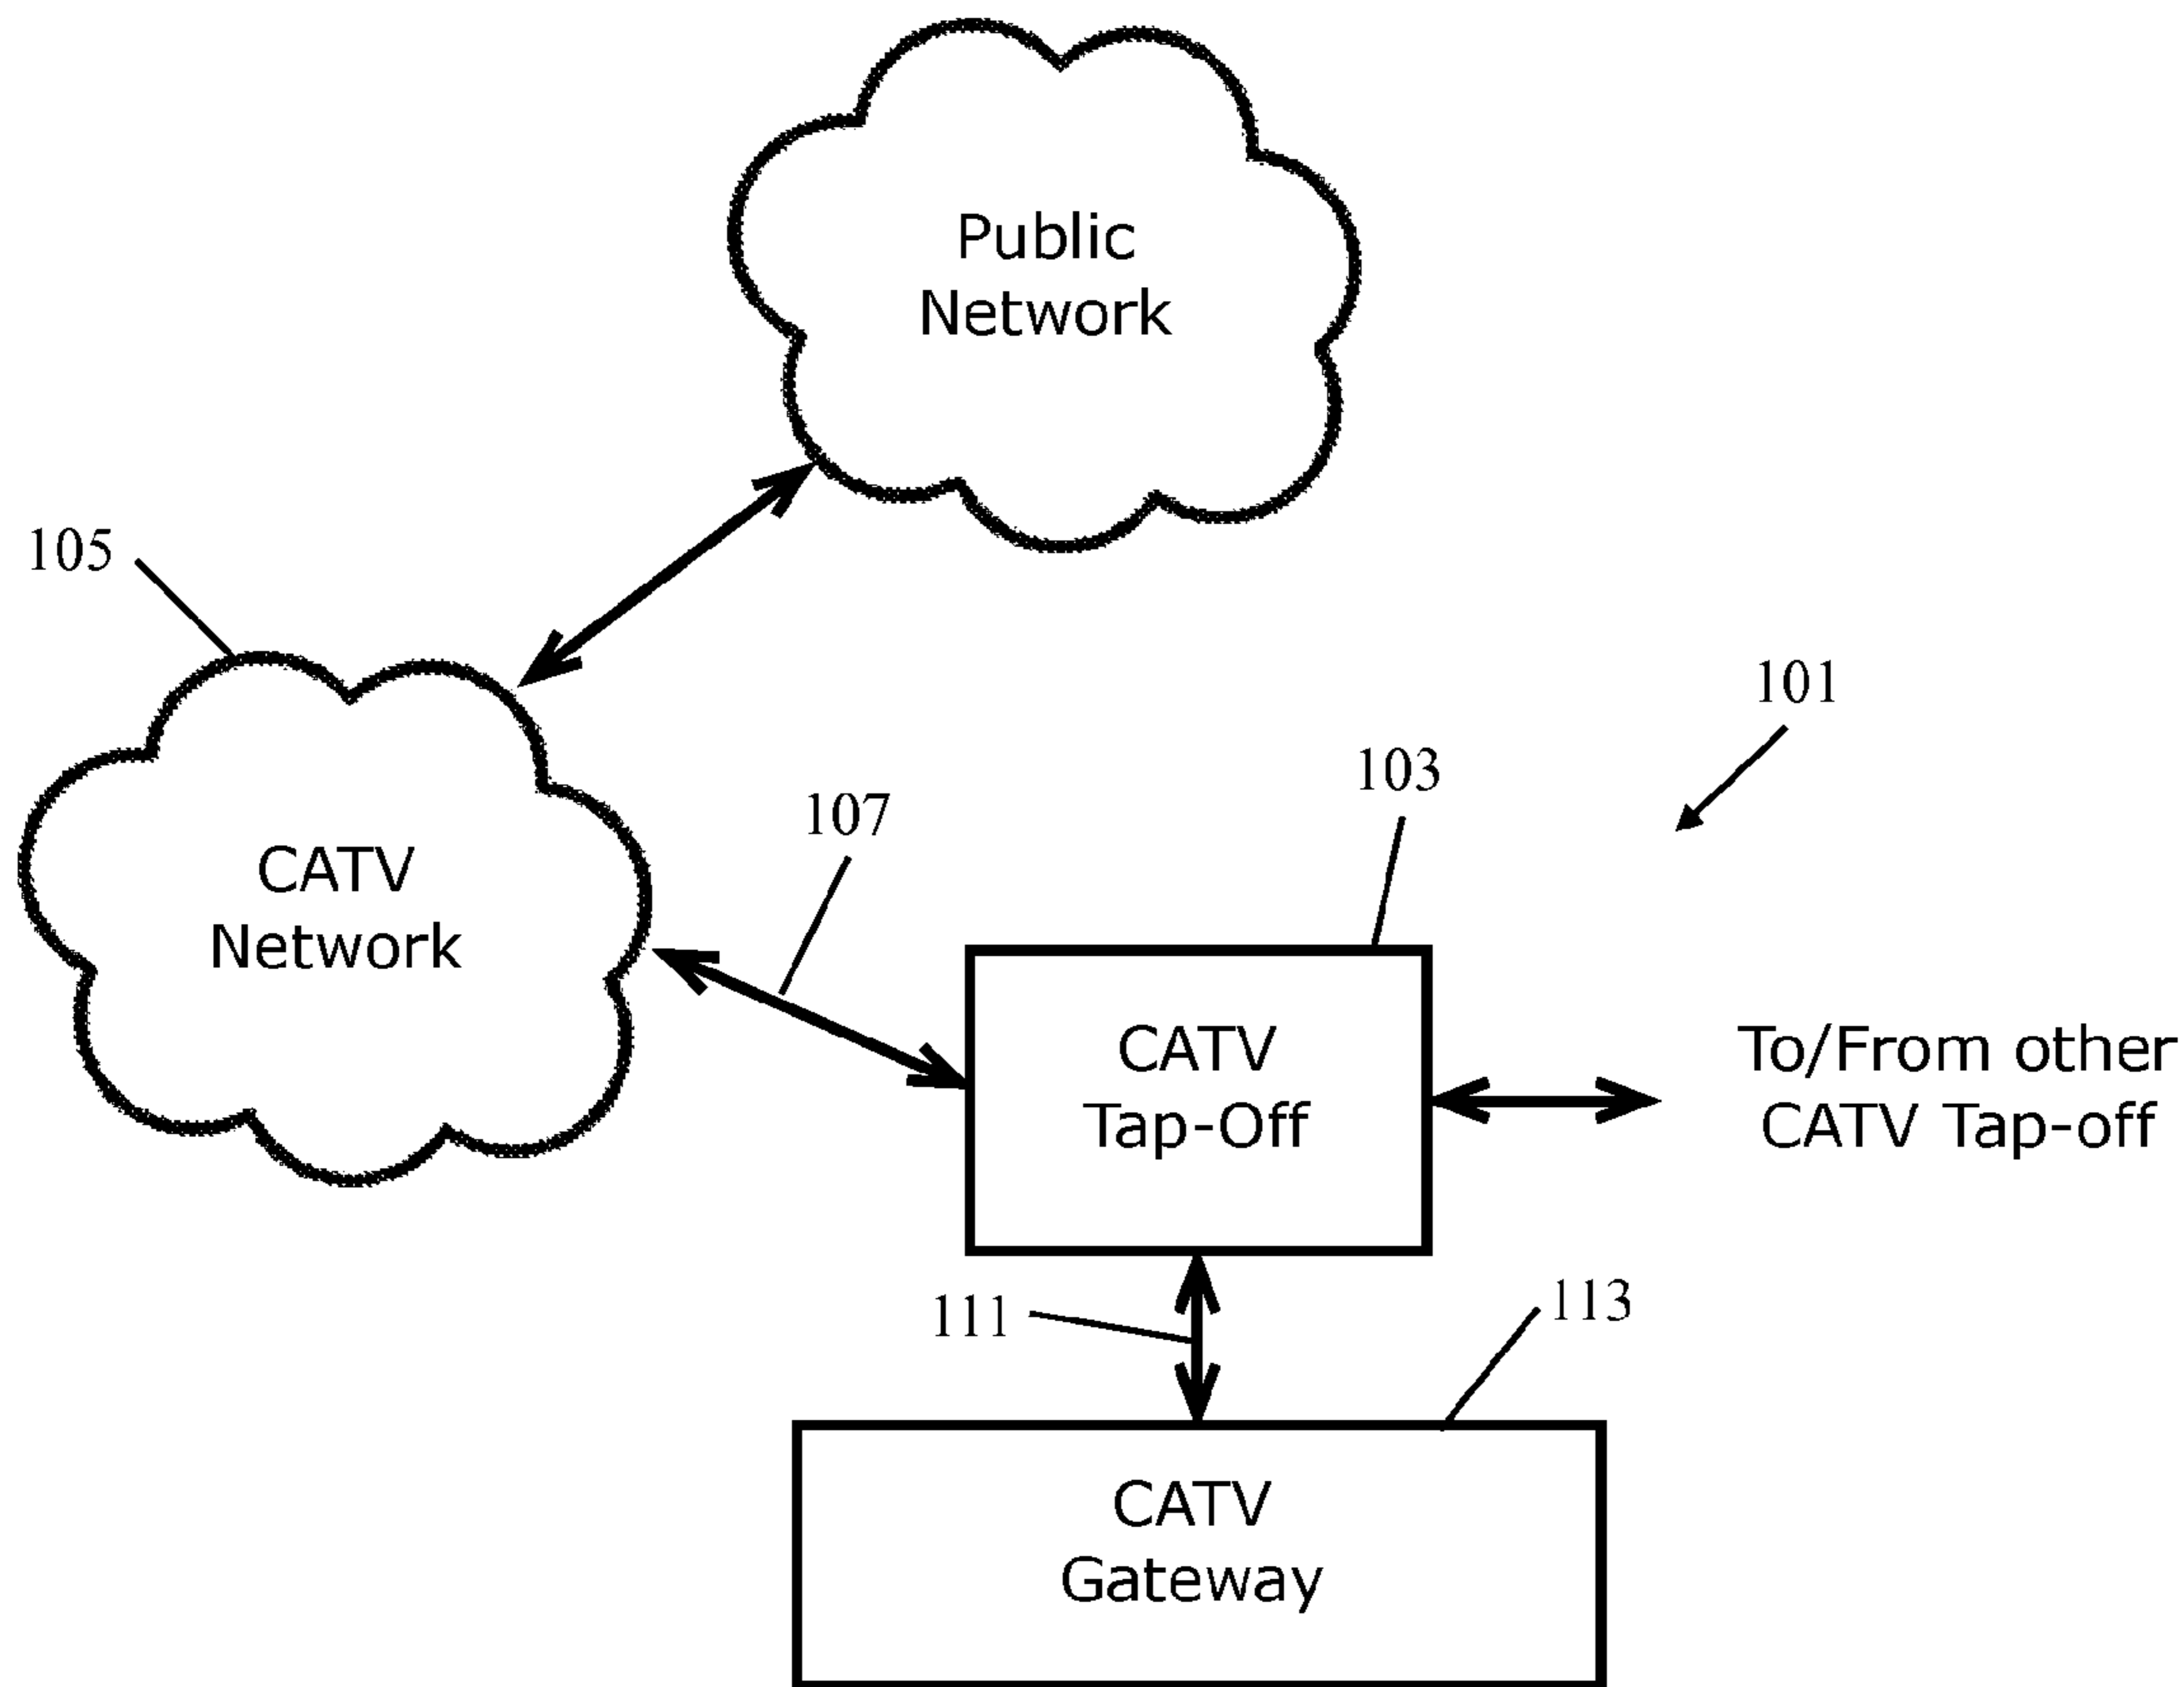 Public
Network
105
101
103
107
CATV
Network
CATV
Tap-Off
To/From other
CATV Tap-off
111
113
CATV
Gateway